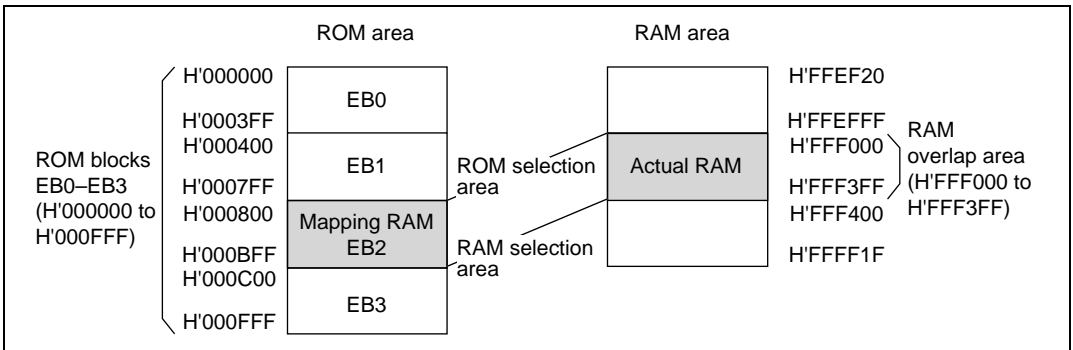 ROM area
RAM area
ROM blocks
EB0–EB3
(H'000000 to
H'000FFF)
H'000000
H'0003FF
H'000400
H'0007FF
H'000800
H'000BFF
H'000C00
H'000FFF
EB0
EB1
Mapping RAM
EB2
EB3
ROM selection
area
RAM selection
area
Actual RAM
H'FFEF20
H'FFEFFF
H'FFF000
H'FFF3FF
H'FFF400
H'FFFF1F
RAM
overlap area
(H'FFF000 to
H'FFF3FF)